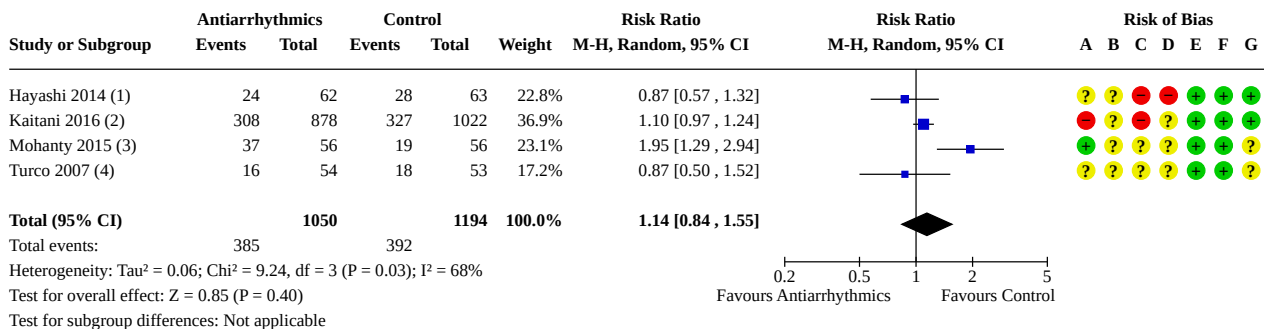 Antiarrhythmics Control Risk Ratio Risk Ratio Risk of Bias
Study or Subgroup Events Total Events Total Weight M-H, Random, 95% CI M-H, Random, 95% CI A B C D E F G
Hayashi 2014 (1) 24 62 28 63 22.8% 0.87 [0.57 , 1.32] ? ? − − + + +
Kaitani 2016 (2) 308 878 327 1022 36.9% 1.10 [0.97 , 1.24] − ? − ? + + +
Mohanty 2015 (3) 37 56 19 56 23.1% 1.95 [1.29 , 2.94] + ? ? ? + + ?
Turco 2007 (4) 16 54 18 53 17.2% 0.87 [0.50 , 1.52] ? ? ? ? + + ?
Total (95% CI) 1050 1194 100.0% 1.14 [0.84 , 1.55]
Total events: 385 392
Heterogeneity: Tau² = 0.06; Chi² = 9.24, df = 3 (P = 0.03); I² = 68%
0.2 0.5 1 2 5
Test for overall effect: Z = 0.85 (P = 0.40) Favours Antiarrhythmics Favours Control
Test for subgroup differences: Not applicable